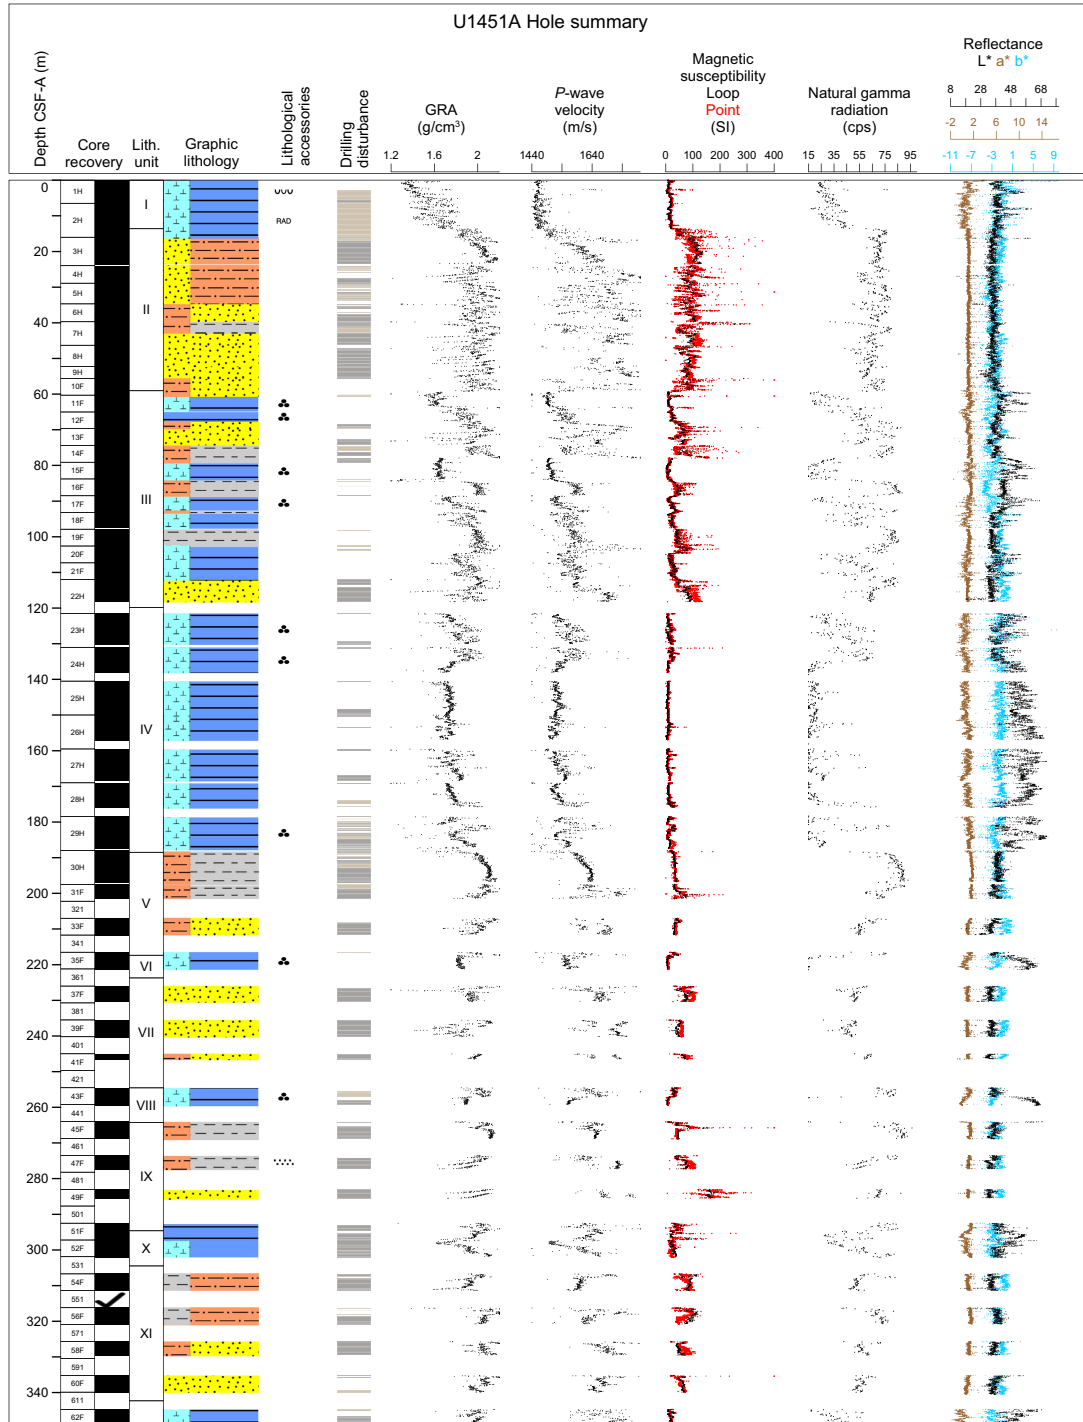 U1451A Hole summary
Depth CSF-A (m)
Core
recovery
Lith.
unit
Graphic
lithology
Lithological
accessories
Drilling
disturbance
GRA
(g/cm³)
1.2 1.6 2
P-wave
velocity
(m/s)
1440 1640
Magnetic
susceptibility
Loop
Point
(SI)
0 100 200 300 400
Natural gamma
radiation
(cps)
15 35 55 75 95
Reflectance
L* a* b*
8 28 48 68
-2 2 6 10 14
-11 -7 -3 1 5 9
0
20
40
60
80
100
120
140
160
180
200
220
240
260
280
300
320
340
1H
2H
3H
4H
5H
6H
7H
8H
9H
10F
11F
12F
13F
14F
15F
16F
17F
18F
19F
20F
21F
22H
23H
24H
25H
26H
27H
28H
29H
30H
31F
321
33F
341
35F
361
37F
381
39F
401
41F
421
43F
441
45F
461
47F
481
49F
501
51F
52F
531
54F
551
56F
571
58F
591
60F
611
62F
I
II
III
IV
V
VI
VII
VIII
IX
X
XI
RAD